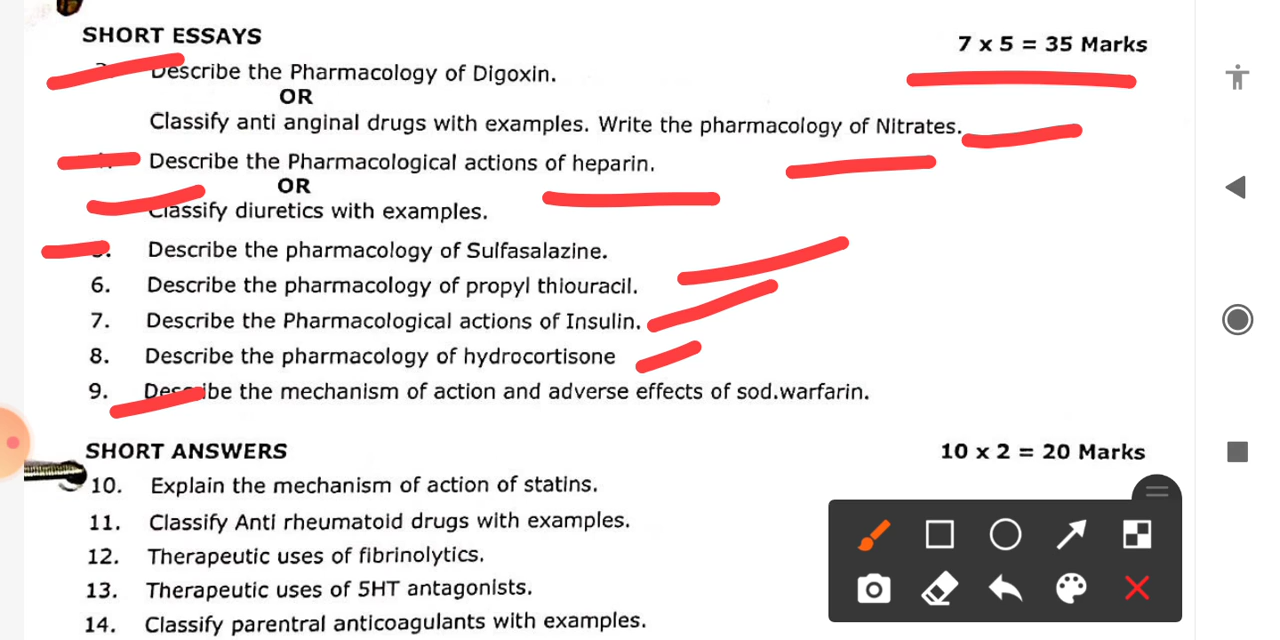 SHORT ESSAYS
7 x 5 = 35 Marks
Describe the Pharmacology of Digoxin.
OR
Classify anti anginal drugs with examples. Write the pharmacology of Nitrates.
Describe the Pharmacological actions of heparin.
OR
Classify diuretics with examples.
Describe the pharmacology of Sulfasalazine.
6. Describe the pharmacology of propyl thiouracil.
7. Describe the Pharmacological actions of Insulin.
8. Describe the pharmacology of hydrocortisone
9. Describe the mechanism of action and adverse effects of sod.warfarin.
SHORT ANSWERS
10 x 2 = 20 Marks
10. Explain the mechanism of action of statins.
11. Classify Anti rheumatoid drugs with examples.
12. Therapeutic uses of fibrinolytics.
13. Therapeutic uses of 5HT antagonists.
14. Classify parentral anticoagulants with examples.